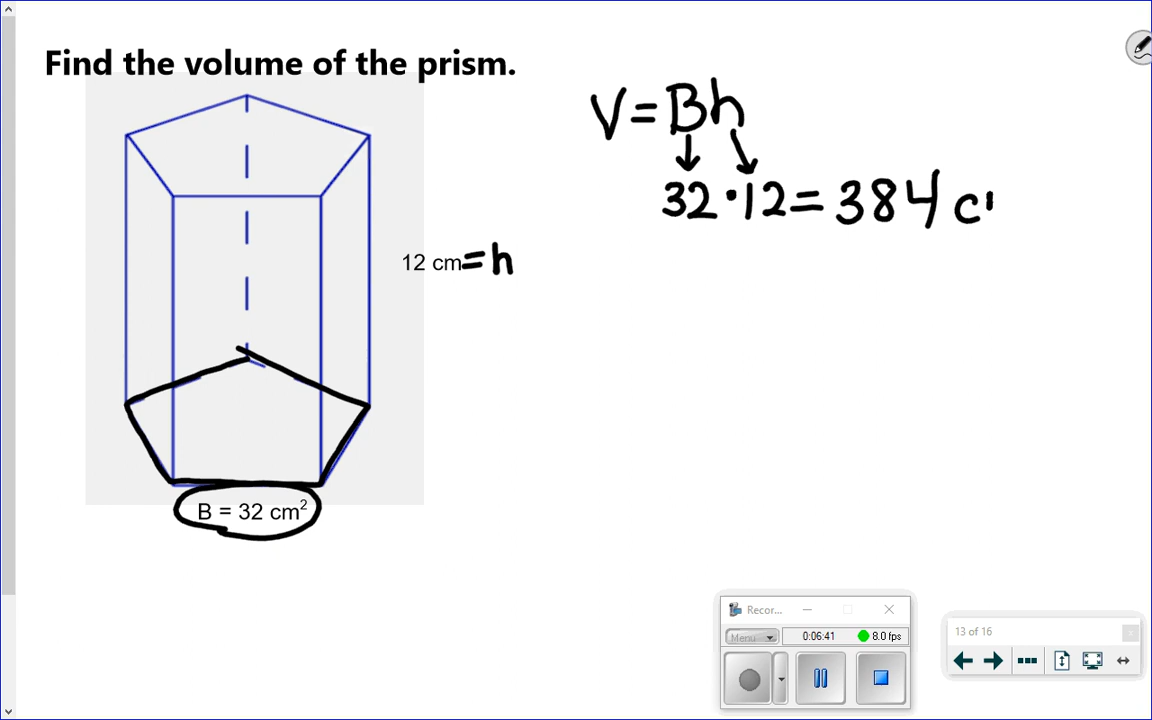 Find the volume of the prism.
V = Bh
32 · 12 = 384 c
12 cm = h
B = 32 cm²
Recor...
Menu
0:06:41
8.0 fps
13 of 16